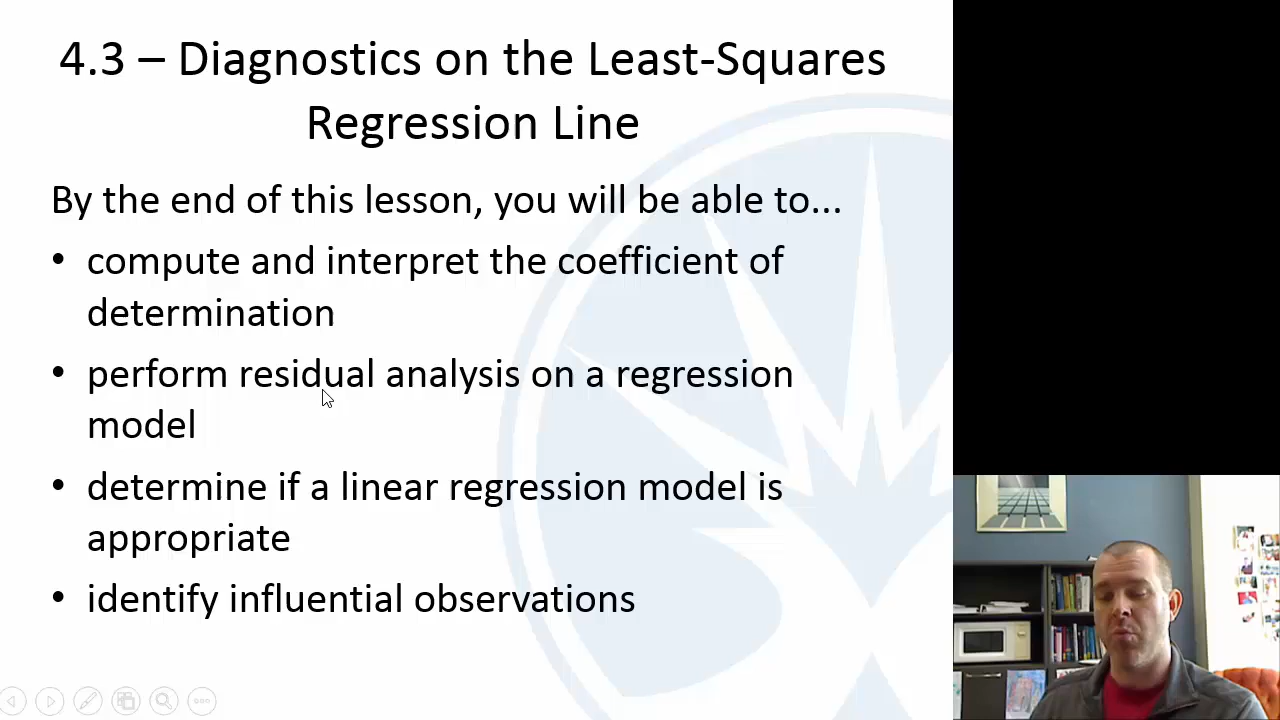 4.3 – Diagnostics on the Least-Squares
Regression Line
By the end of this lesson, you will be able to...
• compute and interpret the coefficient of
determination
• perform residual analysis on a regression
model
• determine if a linear regression model is
appropriate
• identify influential observations